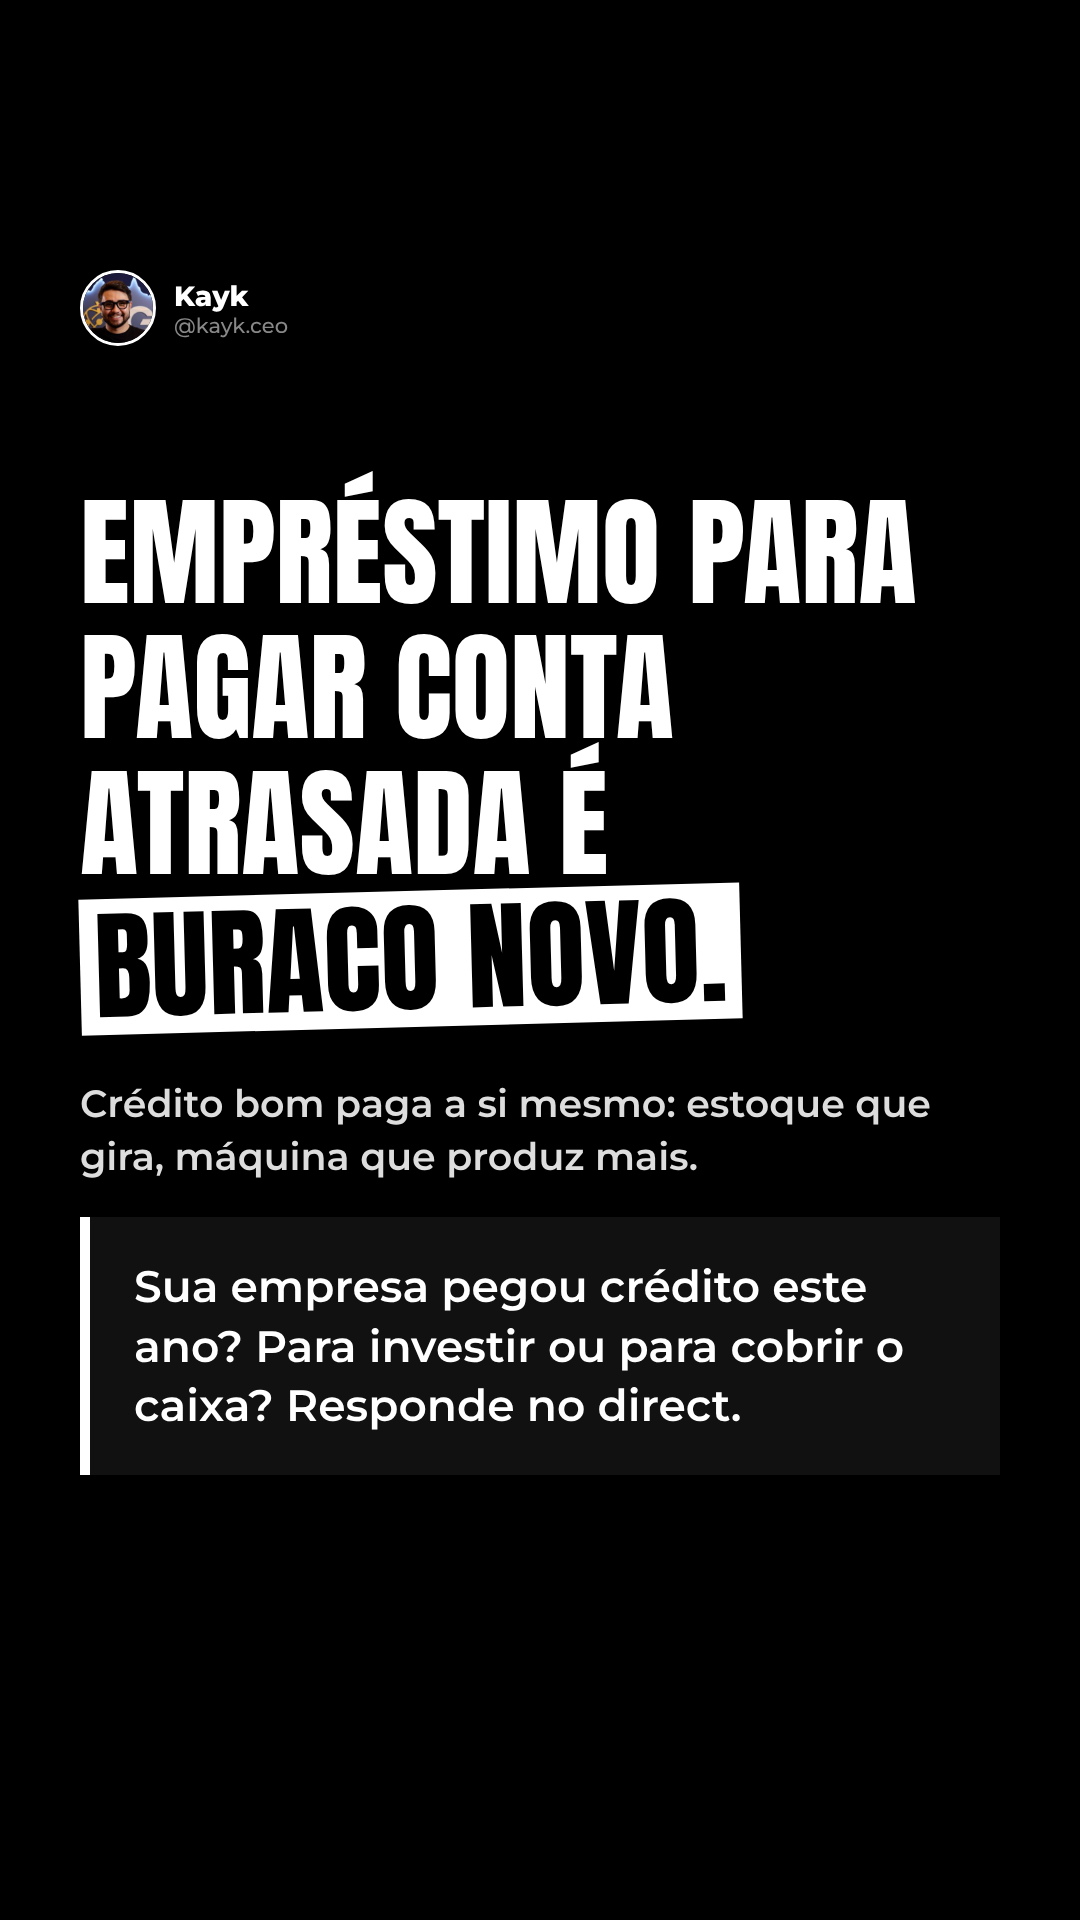 Kayk
@kayk.ceo
EMPRÉSTIMO PARA
PAGAR CONTA
ATRASADA É
BURACO NOVO.
Crédito bom paga a si mesmo: estoque que
gira, máquina que produz mais.
Sua empresa pegou crédito este
ano? Para investir ou para cobrir o
caixa? Responde no direct.